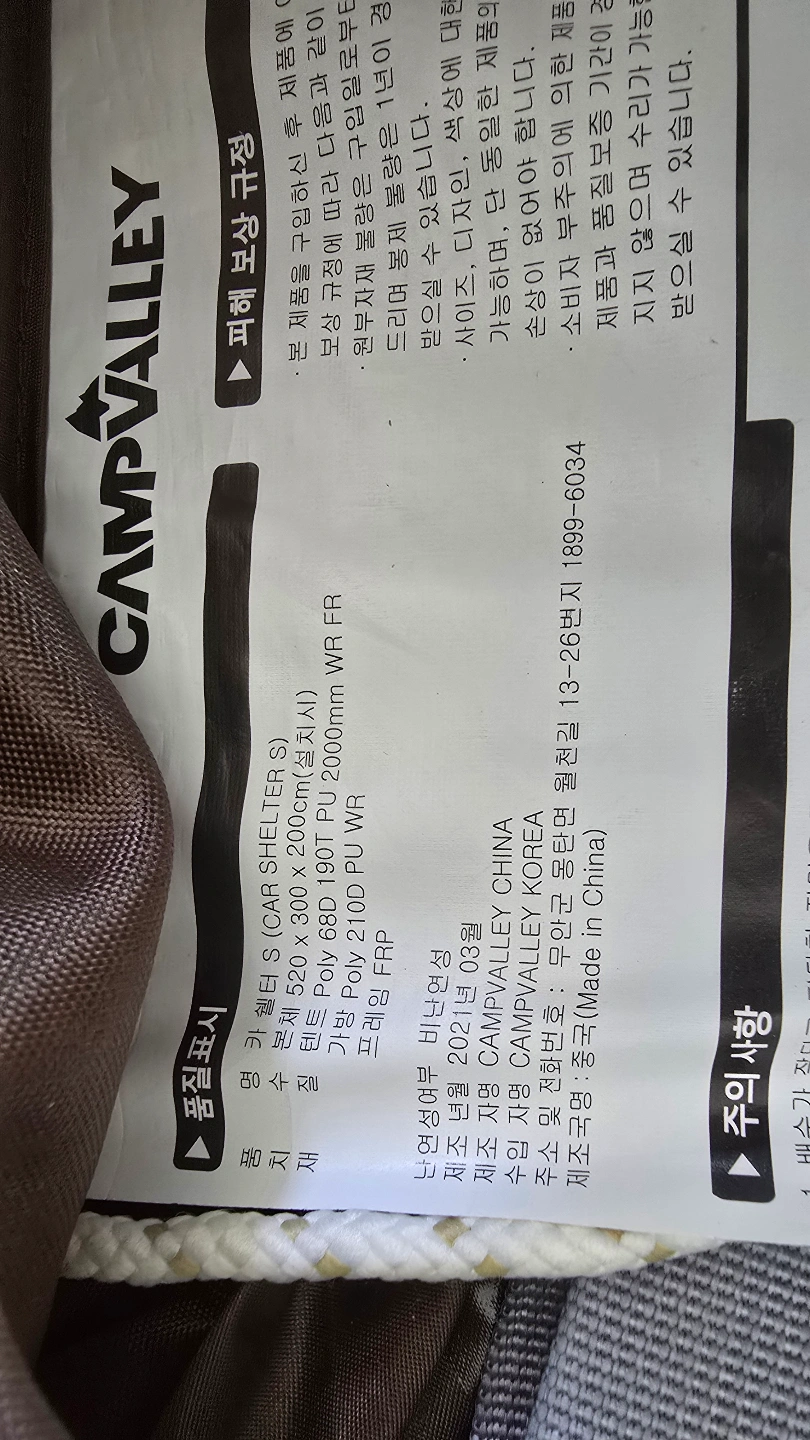 CAMPVALLEY
▶ 품질표시
품 명 카 쉘터 S (CAR SHELTER S)
치 수 본체 520 x 300 x 200cm(설치시)
재 질 텐트 Poly 68D 190T PU 2000mm WR FR
가방 Poly 210D PU WR
프레임 FRP
난연성여부 비난연성
제조 년월 2021년 03월
제조 자명 CAMPVALLEY CHINA
수입 자명 CAMPVALLEY KOREA
주소 및 전화번호 : 무안군 몽탄면 월천길 13-26번지 1899-6034
제조국명 :중국(Made in China)
▶ 피해 보상 규정
· 본 제품을 구입하신 후 제품에
보상 규정에 따라 다음과 같이
· 원부자재 불량은 구입일로부터
드리며 봉제 불량은 1년이 경
받으실 수 있습니다.
· 사이즈, 디자인, 색상에 대한
가능하며, 단 동일한 제품의
손상이 없어야 합니다.
· 소비자 부주의에 의한 제품
제품과 품질보증 기간이 경
지지 않으며 수리가 가능한
받으실 수 있습니다.
▶ 주의 사항